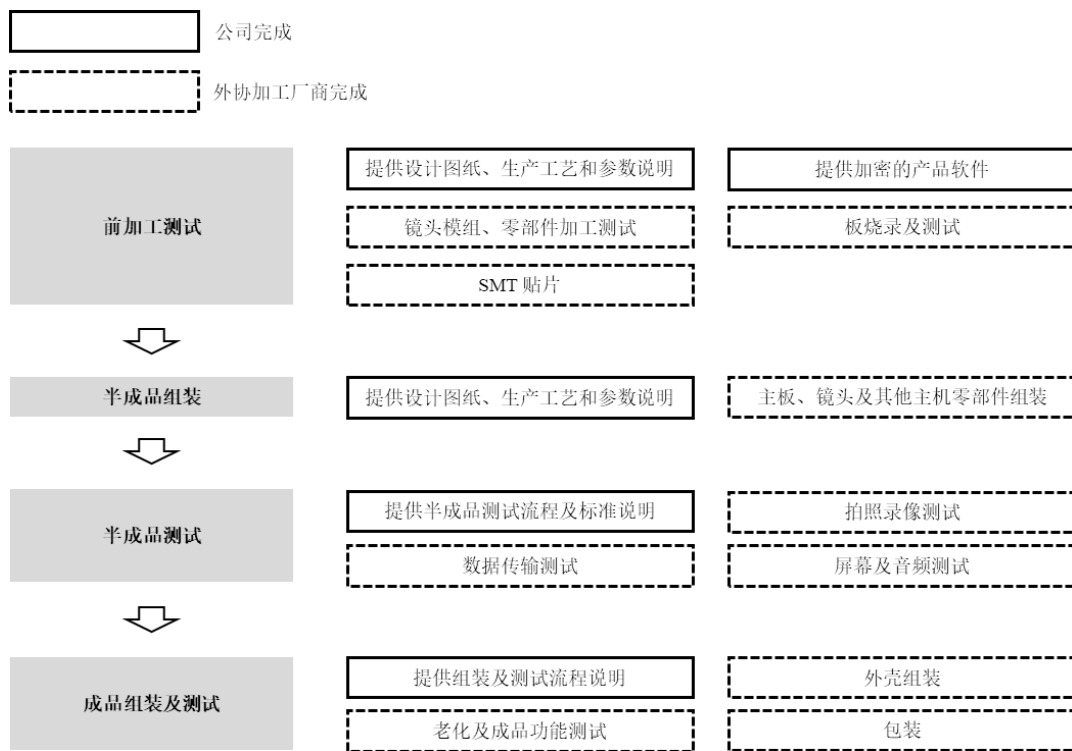 公司完成
外协加工厂商完成
前加工测试
提供设计图纸、生产工艺和参数说明
提供加密的产品软件
镜头模组、零部件加工测试
板烧录及测试
SMT 贴片
半成品组装
提供设计图纸、生产工艺和参数说明
主板、镜头及其他主机零部件组装
半成品测试
提供半成品测试流程及标准说明
拍照录像测试
数据传输测试
屏幕及音频测试
成品组装及测试
提供组装及测试流程说明
外壳组装
老化及成品功能测试
包装